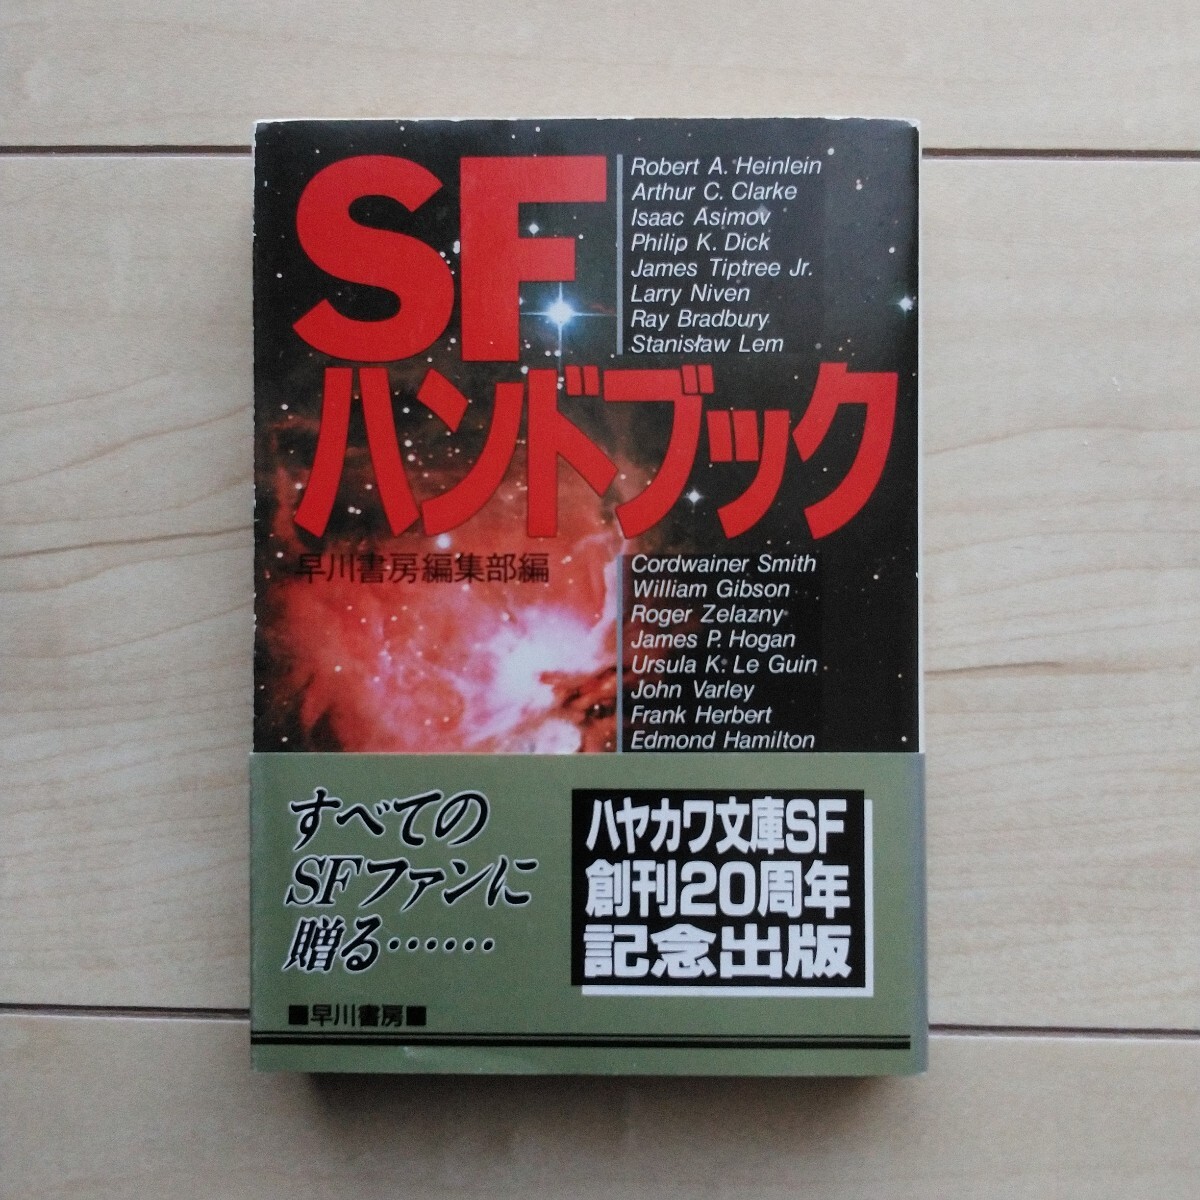 SF
ハンドブック
早川書房編集部編
Robert A. Heinlein
Arthur C. Clarke
Isaac Asimov
Philip K. Dick
James Tiptree Jr.
Larry Niven
Ray Bradbury
Stanisław Lem
Cordwainer Smith
William Gibson
Roger Zelazny
James P. Hogan
Ursula K. Le Guin
John Varley
Frank Herbert
Edmond Hamilton
すべての
SFファンに
贈る……
■早川書房■
ハヤカワ文庫SF
創刊20周年
記念出版